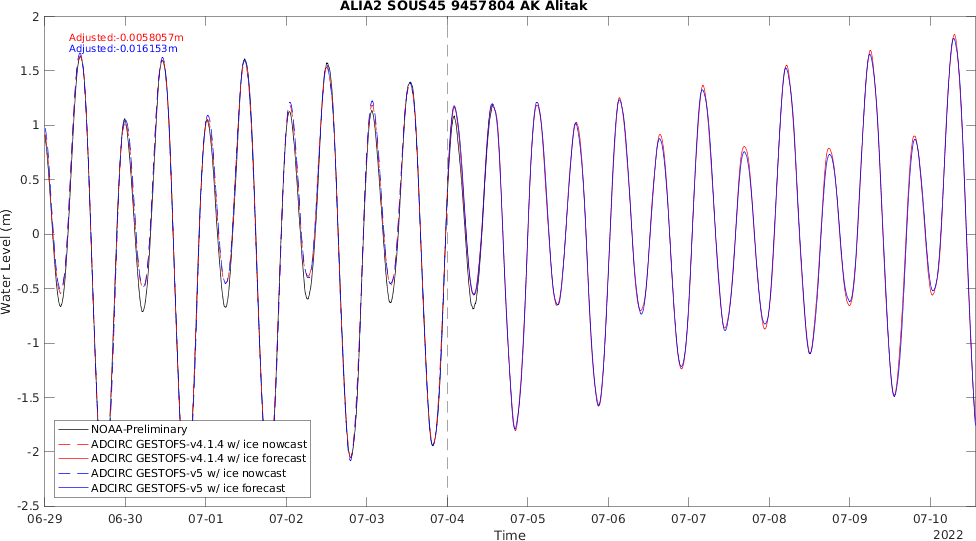 ALIA2 SOUS45 9457804 AK Alitak
Adjusted:-0.0058057m
Adjusted:-0.016153m
2
1.5
1
0.5
0
-0.5
-1
-1.5
-2
-2.5
Water Level (m)
NOAA-Preliminary
ADCIRC GESTOFS-v4.1.4 w/ ice nowcast
ADCIRC GESTOFS-v4.1.4 w/ ice forecast
ADCIRC GESTOFS-v5 w/ ice nowcast
ADCIRC GESTOFS-v5 w/ ice forecast
06-29 06-30 07-01 07-02 07-03 07-04 07-05 07-06 07-07 07-08 07-09 07-10
Time
2022